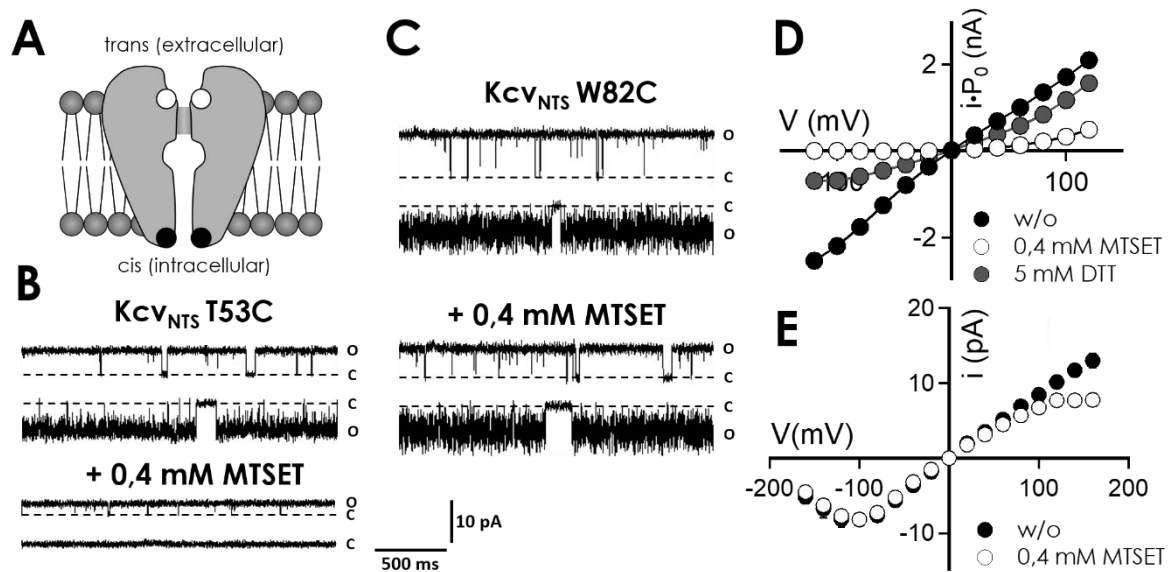 A
trans (extracellular)
cis (intracellular)
B
KcvNTS T53C
O
C
C
O
+ 0,4 mM MTSET
O
C
C
C
KcvNTS W82C
O
C
C
O
+ 0,4 mM MTSET
O
C
C
O
10 pA
500 ms
D
i•P0 (nA)
2
V (mV)
-100
100
-2
w/o
0,4 mM MTSET
5 mM DTT
E
i (pA)
20
10
V(mV)
-200
-100
100
200
-10
w/o
0,4 mM MTSET